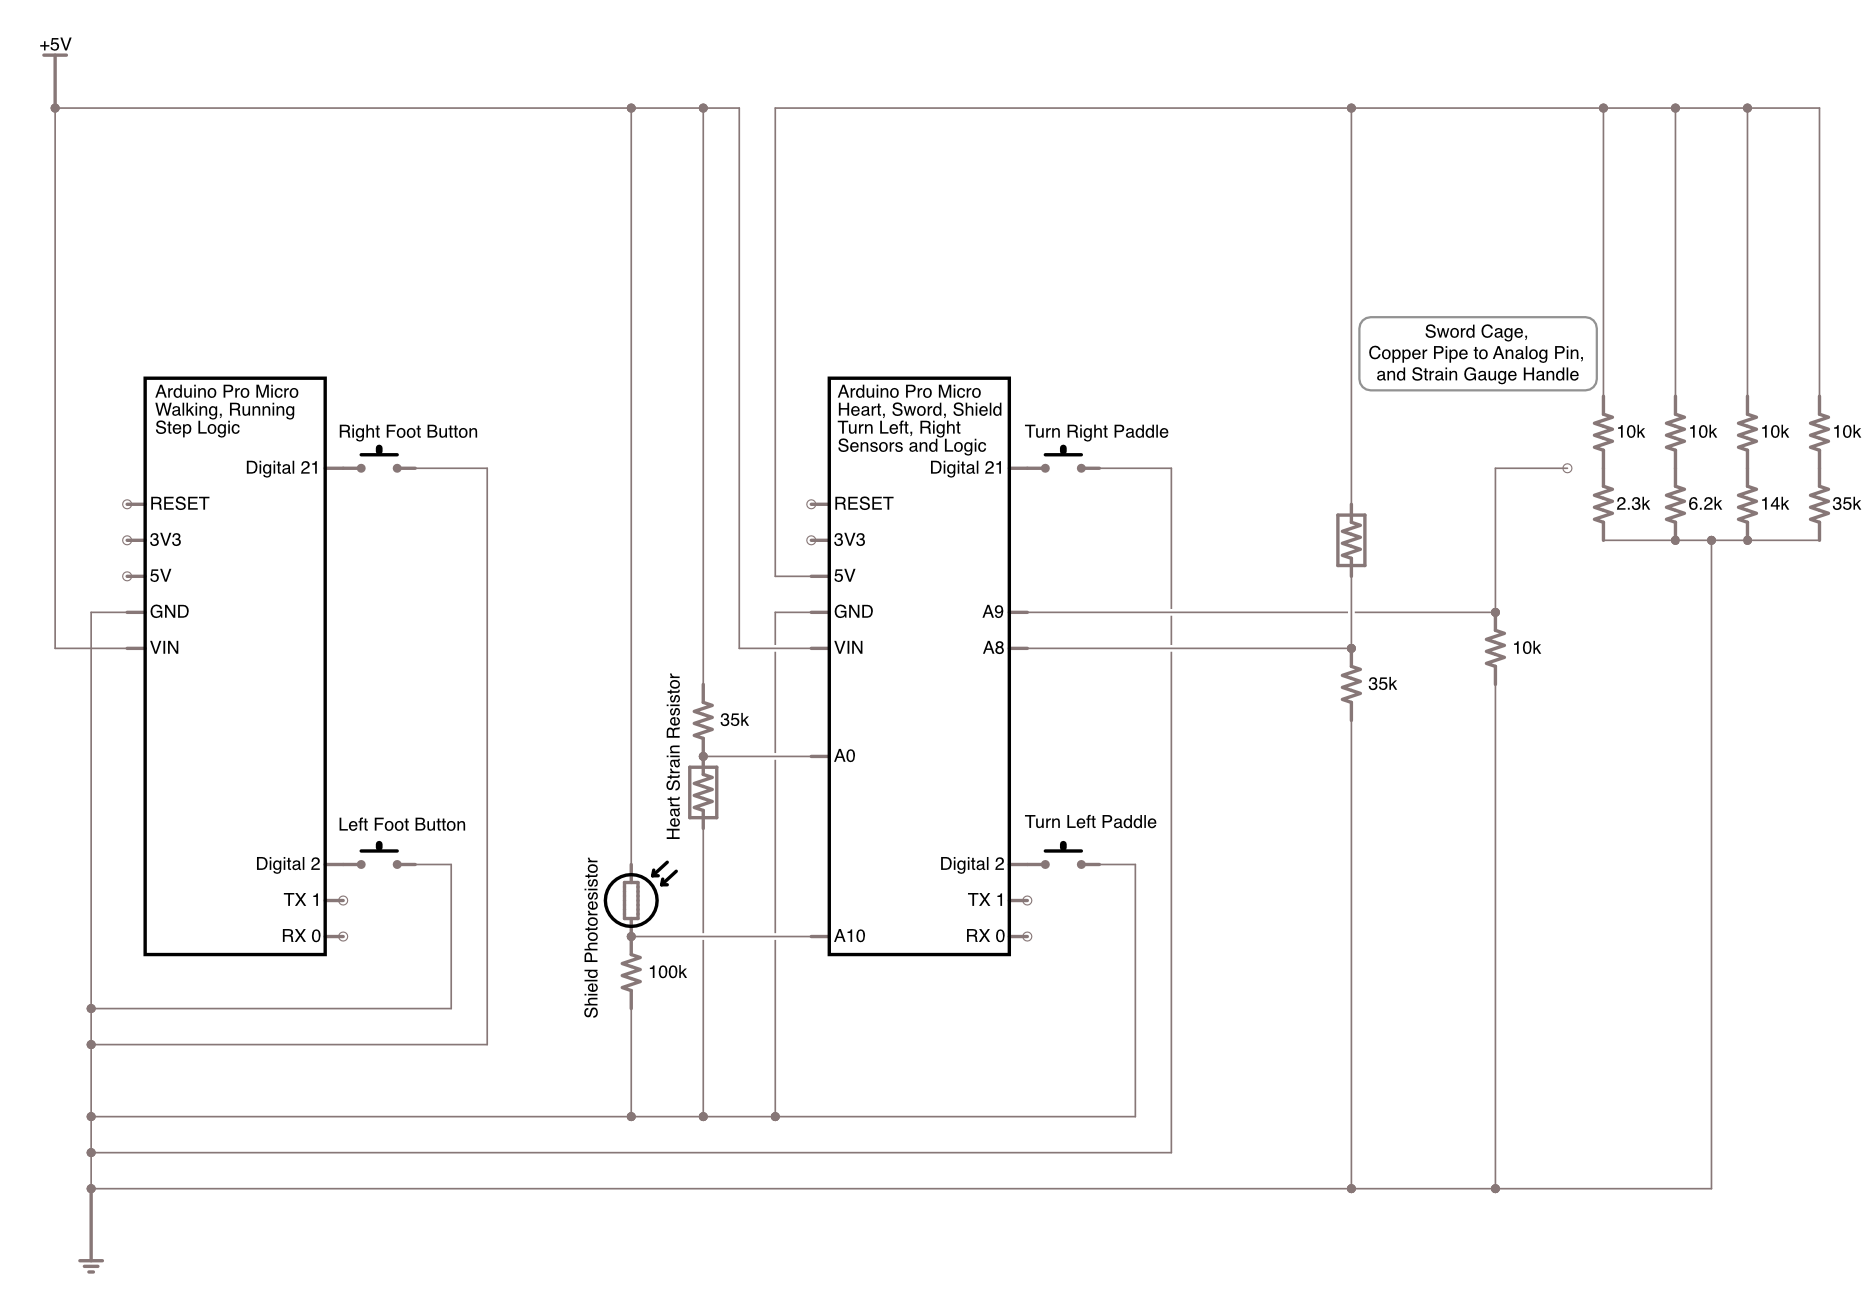 +5V
Sword Cage,
Copper Pipe to Analog Pin,
and Strain Gauge Handle
Arduino Pro Micro
Walking, Running
Step Logic
Right Foot Button
Digital 21
RESET
3V3
5V
GND
VIN
Left Foot Button
Digital 2
TX 1
RX 0
Heart Strain Resistor
35k
Shield Photoresistor
100k
Arduino Pro Micro
Heart, Sword, Shield
Turn Left, Right
Sensors and Logic
Turn Right Paddle
Digital 21
RESET
3V3
5V
GND
VIN
A9
A8
A0
Turn Left Paddle
Digital 2
TX 1
A10
RX 0
35k
10k
10k
10k
10k
10k
2.3k
6.2k
14k
35k